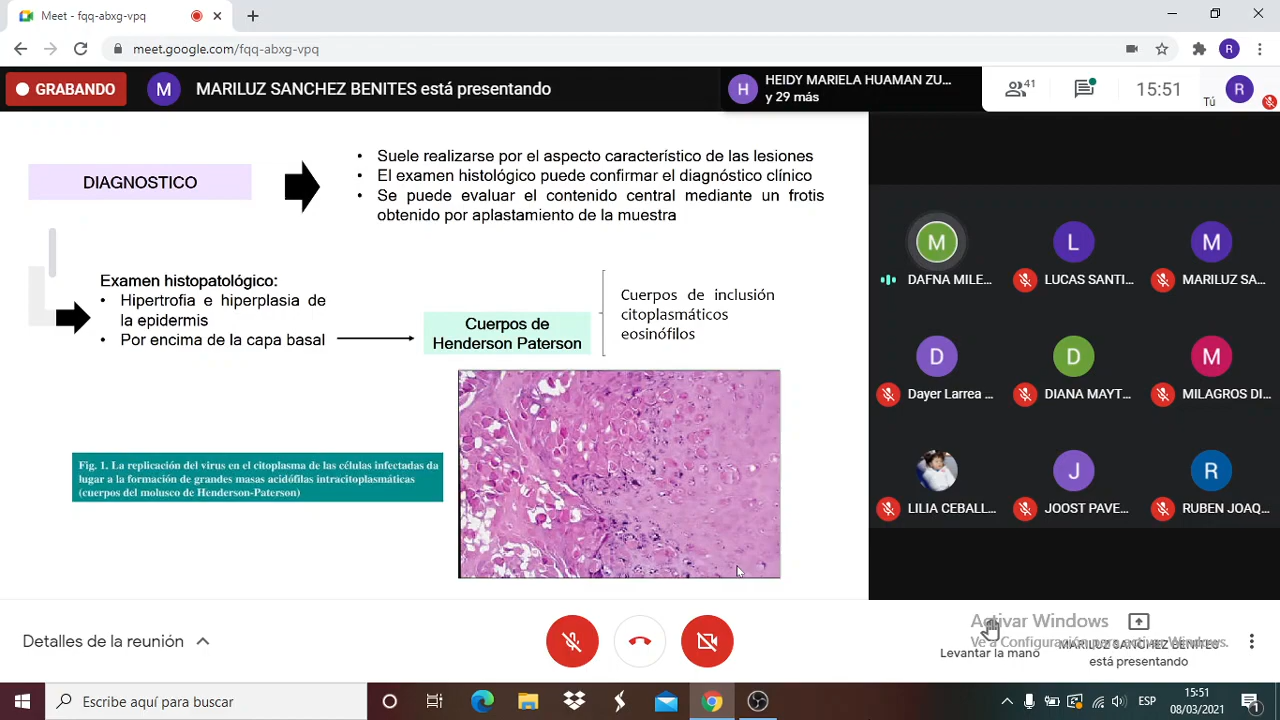 Meet - fqq-abxg-vpq
meet.google.com/fqq-abxg-vpq
R
GRABANDO
M
MARILUZ SANCHEZ BENITES está presentando
H
HEIDY MARIELA HUAMAN ZU...
y 29 más
41
15:51
Tú
R
DIAGNOSTICO
• Suele realizarse por el aspecto característico de las lesiones
• El examen histológico puede confirmar el diagnóstico clínico
• Se puede evaluar el contenido central mediante un frotis
obtenido por aplastamiento de la muestra
Examen histopatológico:
• Hipertrofia e hiperplasia de
la epidermis
• Por encima de la capa basal
Cuerpos de
Henderson Paterson
Cuerpos de inclusión
citoplasmáticos
eosinófilos
Fig. 1. La replicación del virus en el citoplasma de las células infectadas da
lugar a la formación de grandes masas acidófilas intracitoplasmáticas
(cuerpos del molusco de Henderson-Paterson)
M
DAFNA MILE...
L
LUCAS SANTI...
M
MARILUZ SA...
D
Dayer Larrea ...
D
DIANA MAYT...
M
MILAGROS DI...
LILIA CEBALL...
J
JOOST PAVE...
R
RUBEN JOAQ...
Detalles de la reunión
Levantar la mano
MARILUZ SANCHEZ BENITES
está presentando
Activar Windows
Ve a Configuración para activar Windows.
Escribe aquí para buscar
ESP
15:51
08/03/2021
1